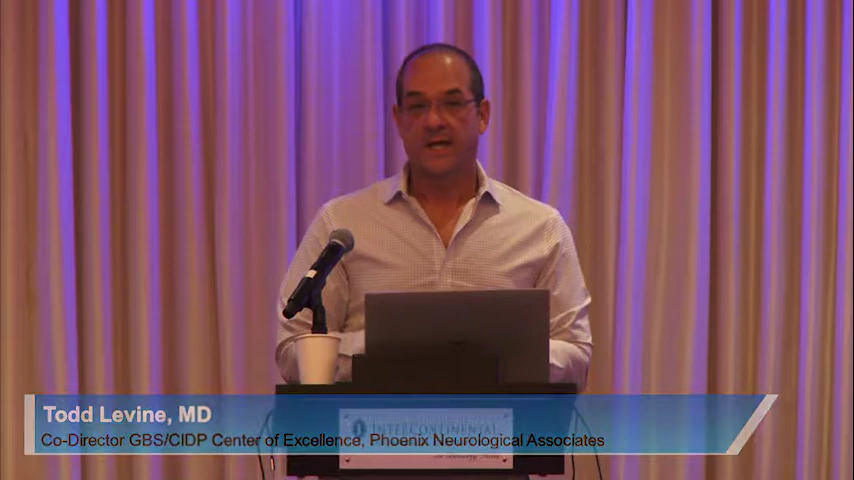 Todd Levine, MD
Co-Director GBS/CIDP Center of Excellence, Phoenix Neurological Associates
INTERCONTINENTAL